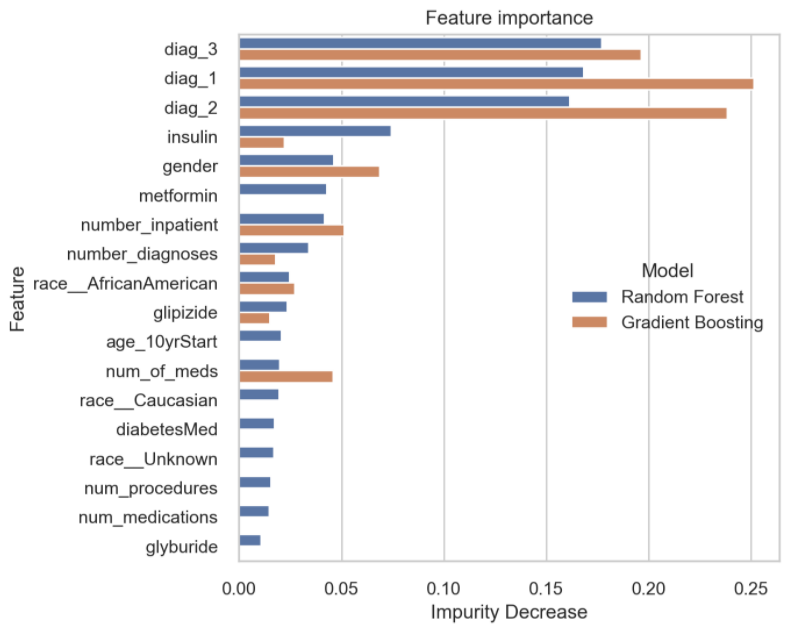 Feature importance
diag_3
diag_1
diag_2
insulin
gender
metformin
number_inpatient
number_diagnoses
race__AfricanAmerican
glipizide
age_10yrStart
num_of_meds
race__Caucasian
diabetesMed
race__Unknown
num_procedures
num_medications
glyburide
Feature
Model
Random Forest
Gradient Boosting
0.00 0.05 0.10 0.15 0.20 0.25
Impurity Decrease